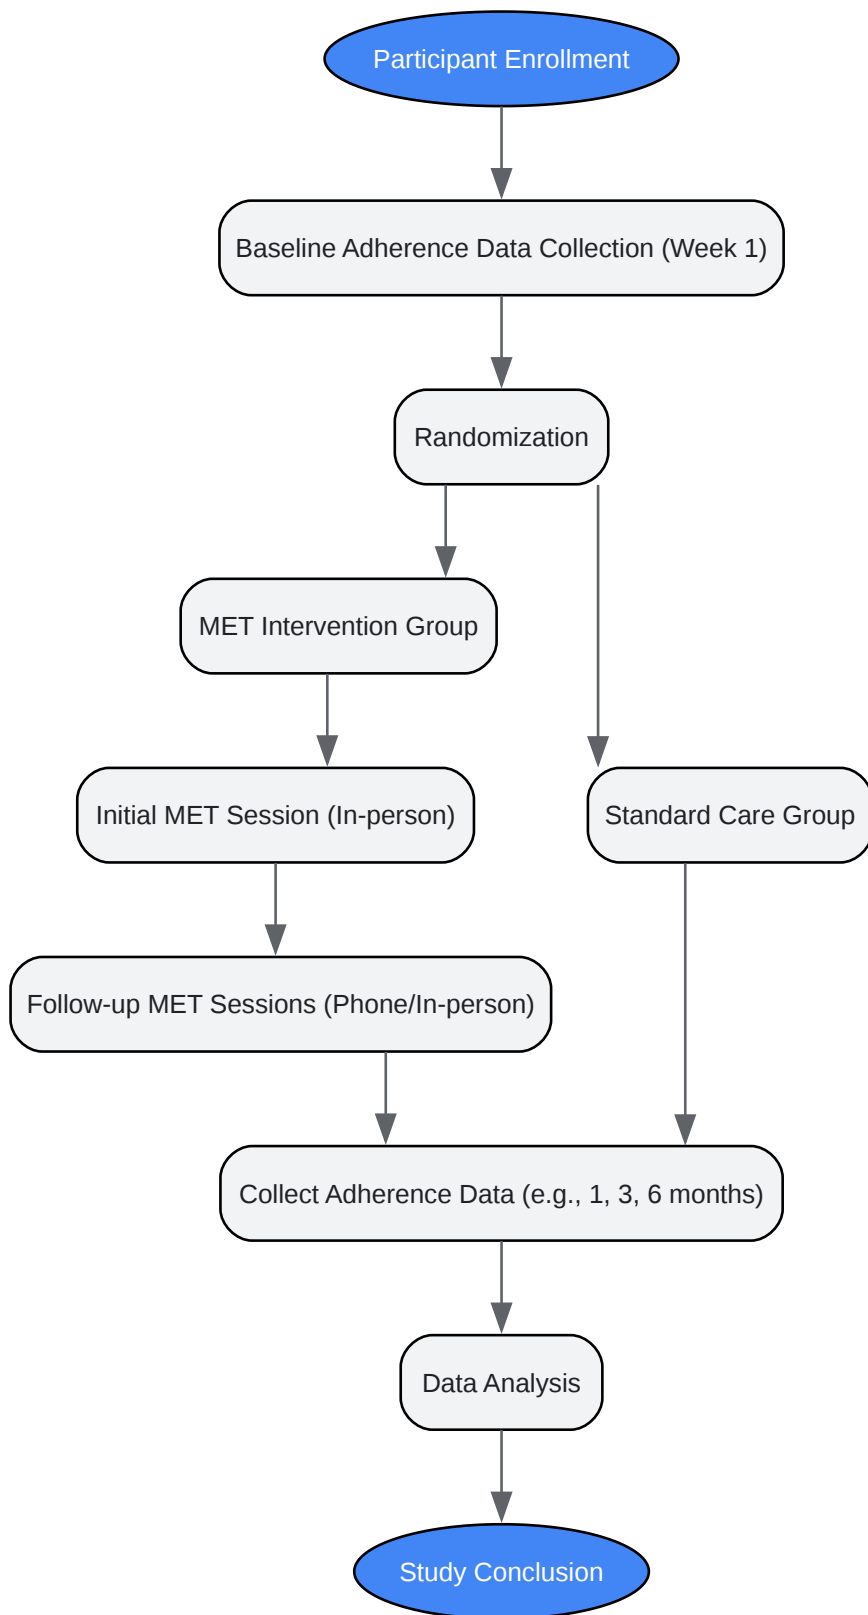 Participant Enrollment
Baseline Adherence Data Collection (Week 1)
Randomization
MET Intervention Group
Initial MET Session (In-person)
Standard Care Group
Follow-up MET Sessions (Phone/In-person)
Collect Adherence Data (e.g., 1, 3, 6 months)
Data Analysis
Study Conclusion